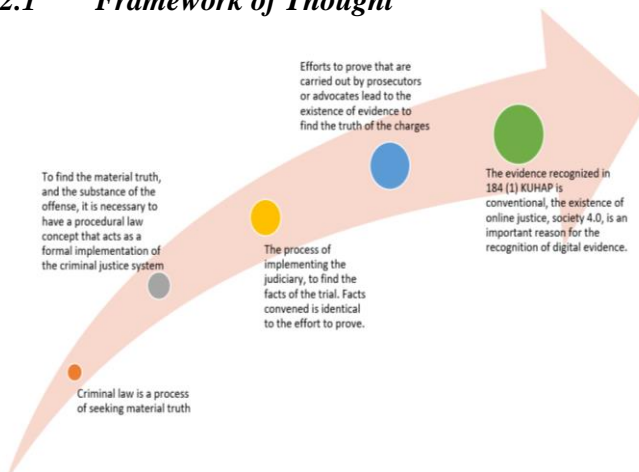 2.1 Framework of Thought
Efforts to prove that are
carried out by prosecutors
or advocates lead to the
existence of evidence to
find the truth of the charges
To find the material truth,
and the substance of the
offense, it is necessary to
have a procedural law
concept that acts as a
formal implementation of
the criminal justice system
The evidence recognized in
184 (1) KUHAP is
conventional, the existence of
online justice, society 4.0, is an
important reason for the
recognition of digital evidence.
The process of
implementing the
judiciary, to find the
facts of the trial. Facts
convened is identical
to the effort to prove.
Criminal law is a process
of seeking material truth